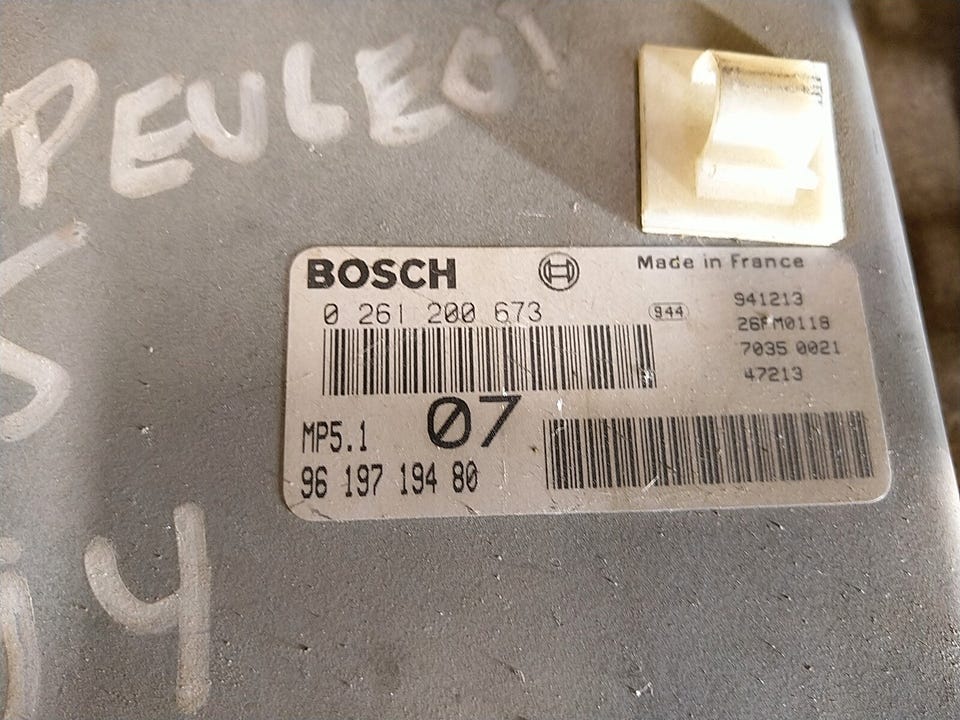 PEUGEO
BOSCH
Made in France
0 261 200 673
944
941213
26FM0118
7035 0021
47213
MP5.1
07
96 197 194 80